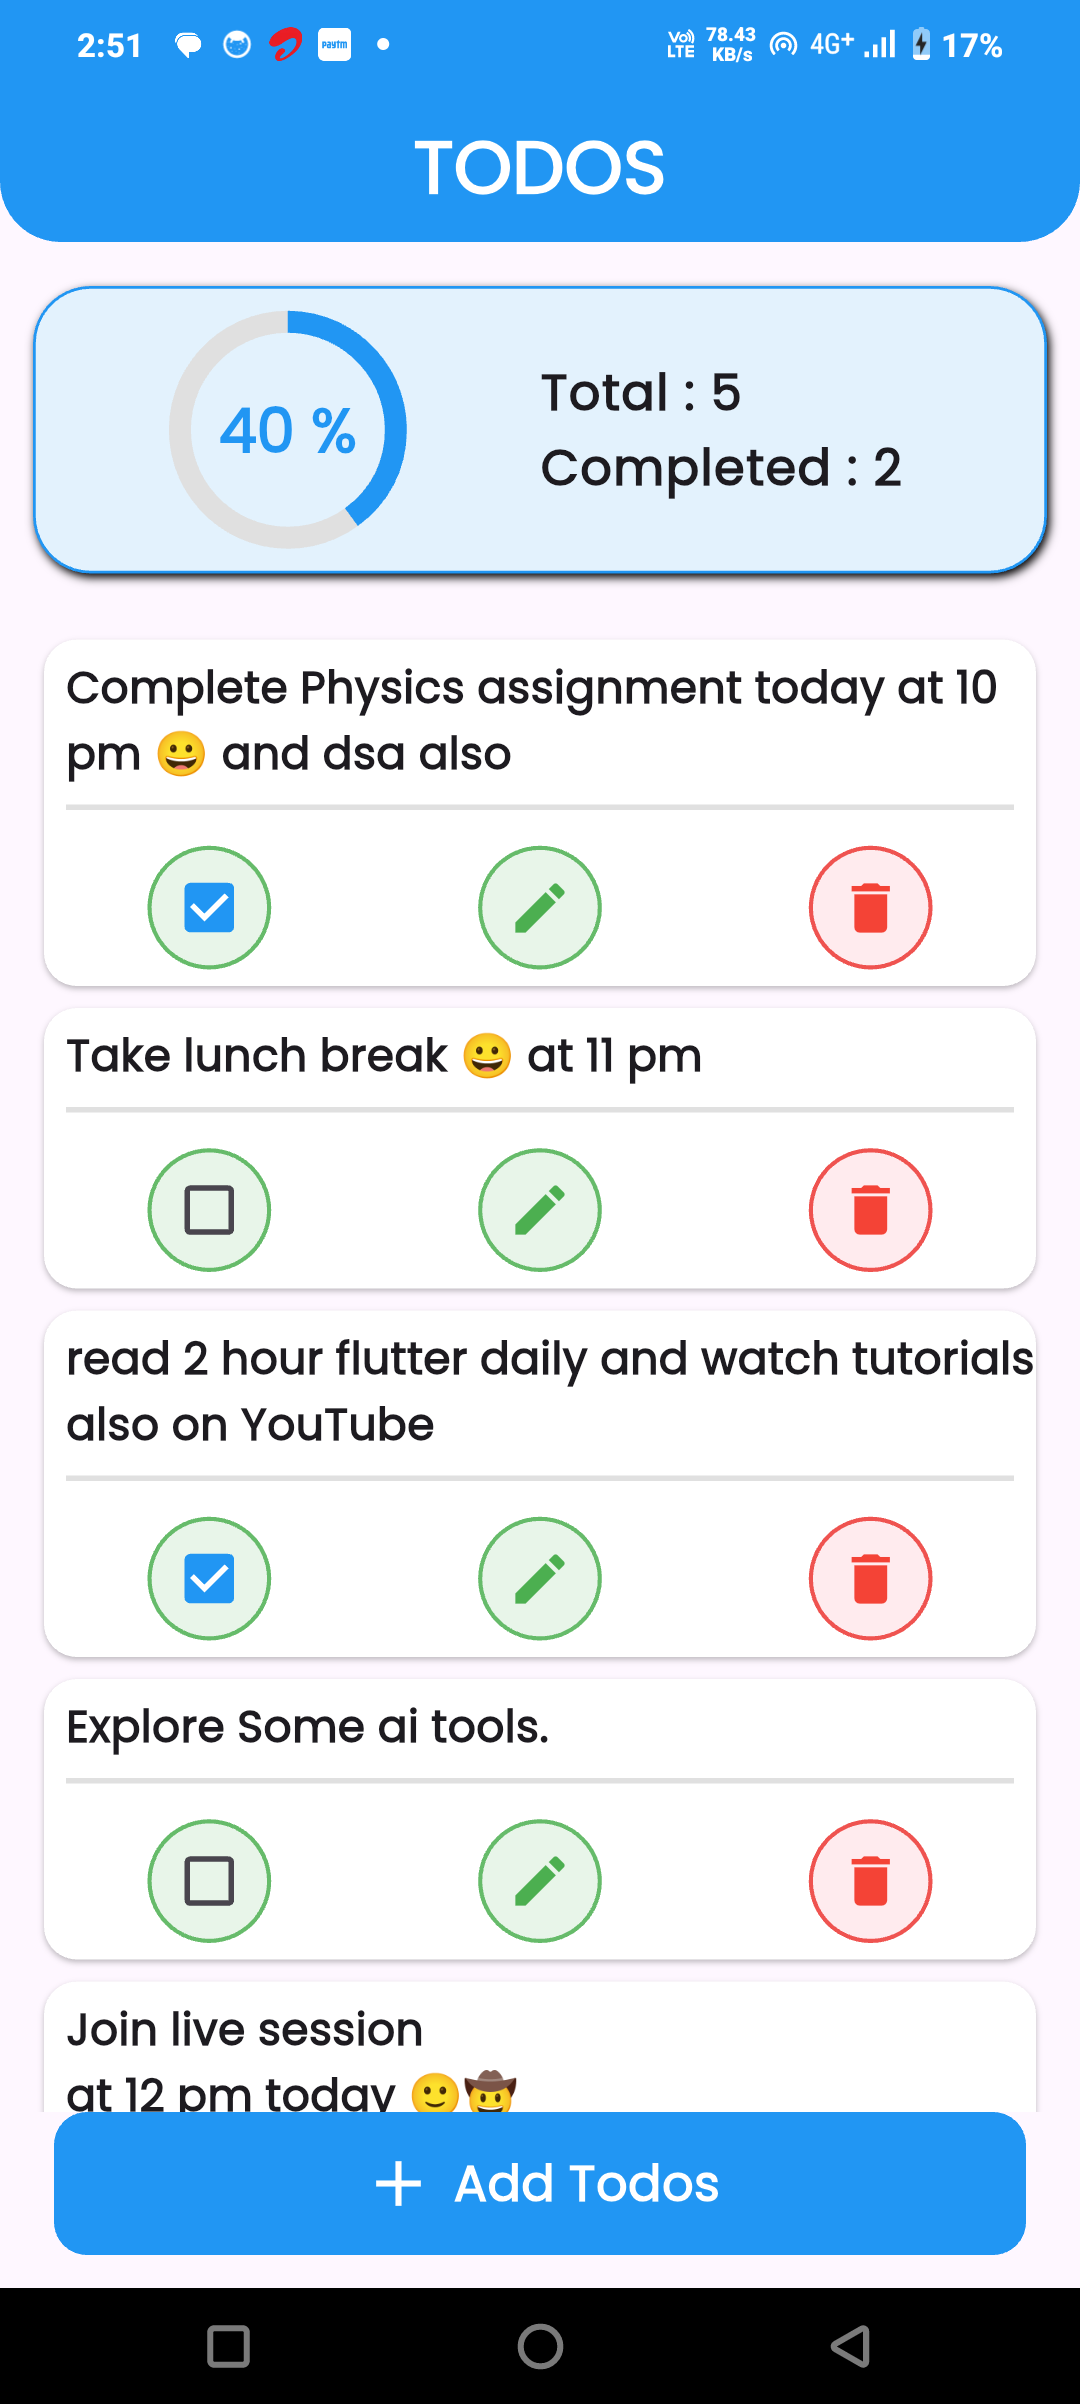 2:51 paytm Vo) LTE 78.43 KB/s 4G+ 17%
TODOS
40 %
Total : 5
Completed : 2
Complete Physics assignment today at 10
pm 😀 and dsa also
Take lunch break 😀 at 11 pm
read 2 hour flutter daily and watch tutorials
also on YouTube
Explore Some ai tools.
Join live session
at 12 pm today 🙂🤠
+ Add Todos